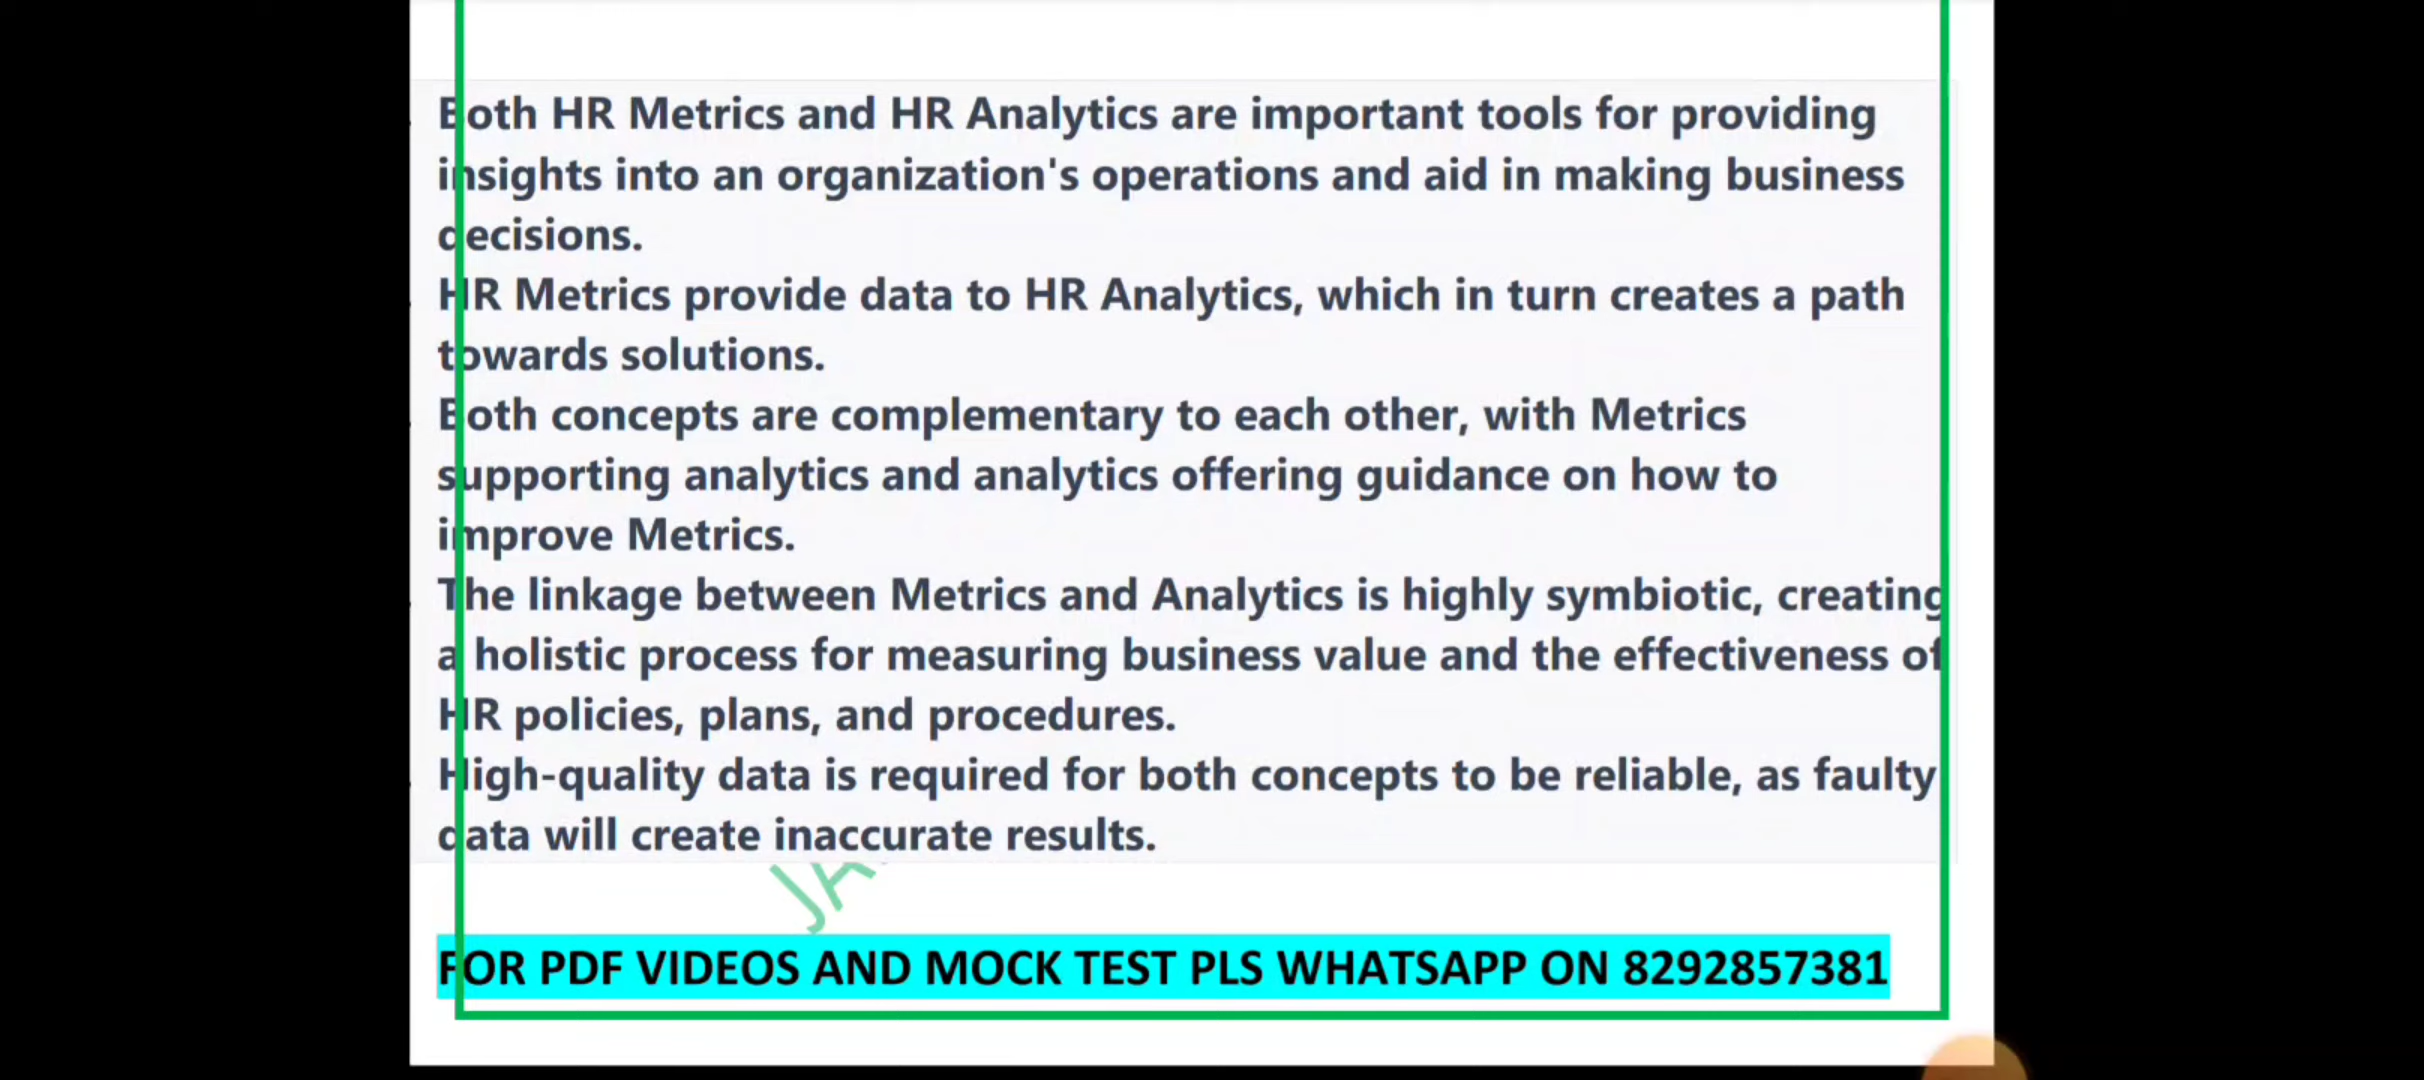 Both HR Metrics and HR Analytics are important tools for providing
insights into an organization's operations and aid in making business
decisions.
HR Metrics provide data to HR Analytics, which in turn creates a path
towards solutions.
Both concepts are complementary to each other, with Metrics
supporting analytics and analytics offering guidance on how to
improve Metrics.
The linkage between Metrics and Analytics is highly symbiotic, creating
a holistic process for measuring business value and the effectiveness of
HR policies, plans, and procedures.
High-quality data is required for both concepts to be reliable, as faulty
data will create inaccurate results.
FOR PDF VIDEOS AND MOCK TEST PLS WHATSAPP ON 8292857381